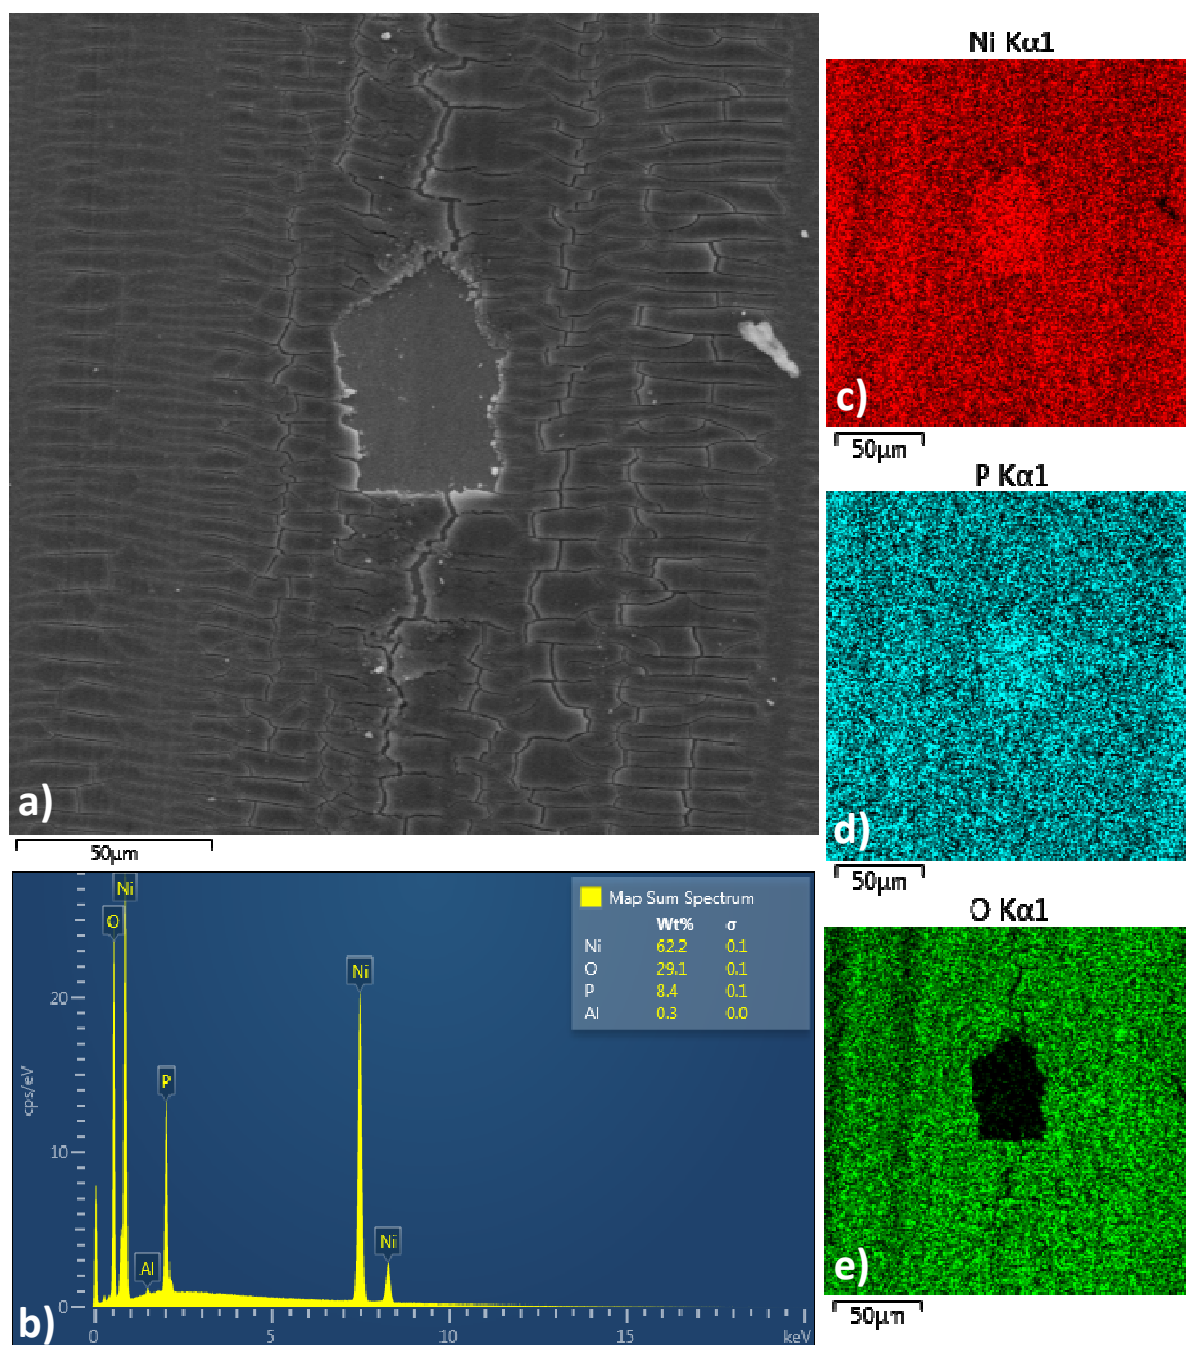 a)
50μm
Ni Kα1
c)
50μm
P Kα1
d)
50μm
O Kα1
e)
50μm
Ni
O
Ni
P
Al
Ni
Map Sum Spectrum
Wt% σ
Ni 62.2 0.1
O 29.1 0.1
P 8.4 0.1
Al 0.3 0.0
20
10
0
cps/eV
b)
0 5 10 15 keV